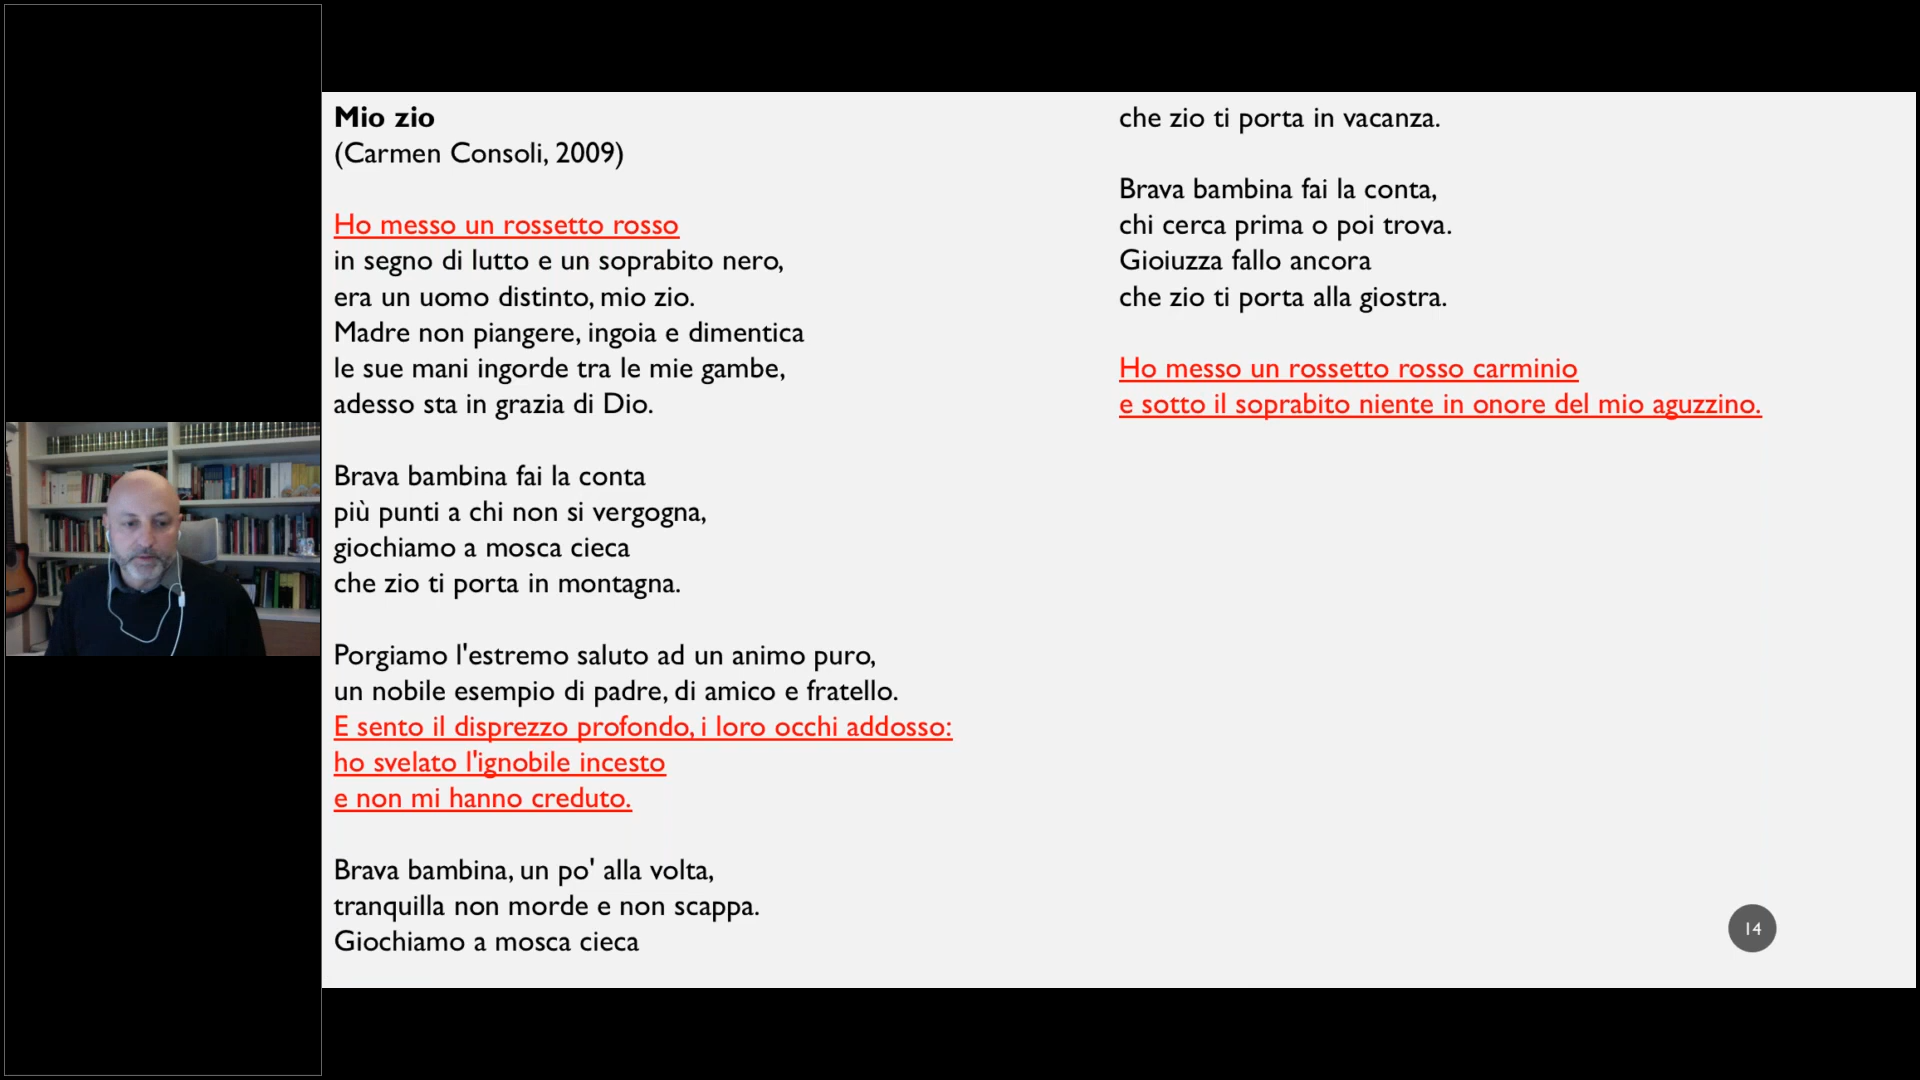 Mio zio
(Carmen Consoli, 2009)
Ho messo un rossetto rosso
in segno di lutto e un soprabito nero,
era un uomo distinto, mio zio.
Madre non piangere, ingoia e dimentica
le sue mani ingorde tra le mie gambe,
adesso sta in grazia di Dio.
Brava bambina fai la conta
più punti a chi non si vergogna,
giochiamo a mosca cieca
che zio ti porta in montagna.
Porgiamo l'estremo saluto ad un animo puro,
un nobile esempio di padre, di amico e fratello.
E sento il disprezzo profondo, i loro occhi addosso:
ho svelato l'ignobile incesto
e non mi hanno creduto.
Brava bambina, un po' alla volta,
tranquilla non morde e non scappa.
Giochiamo a mosca cieca
che zio ti porta in vacanza.
Brava bambina fai la conta,
chi cerca prima o poi trova.
Gioiuzza fallo ancora
che zio ti porta alla giostra.
Ho messo un rossetto rosso carminio
e sotto il soprabito niente in onore del mio aguzzino.
14